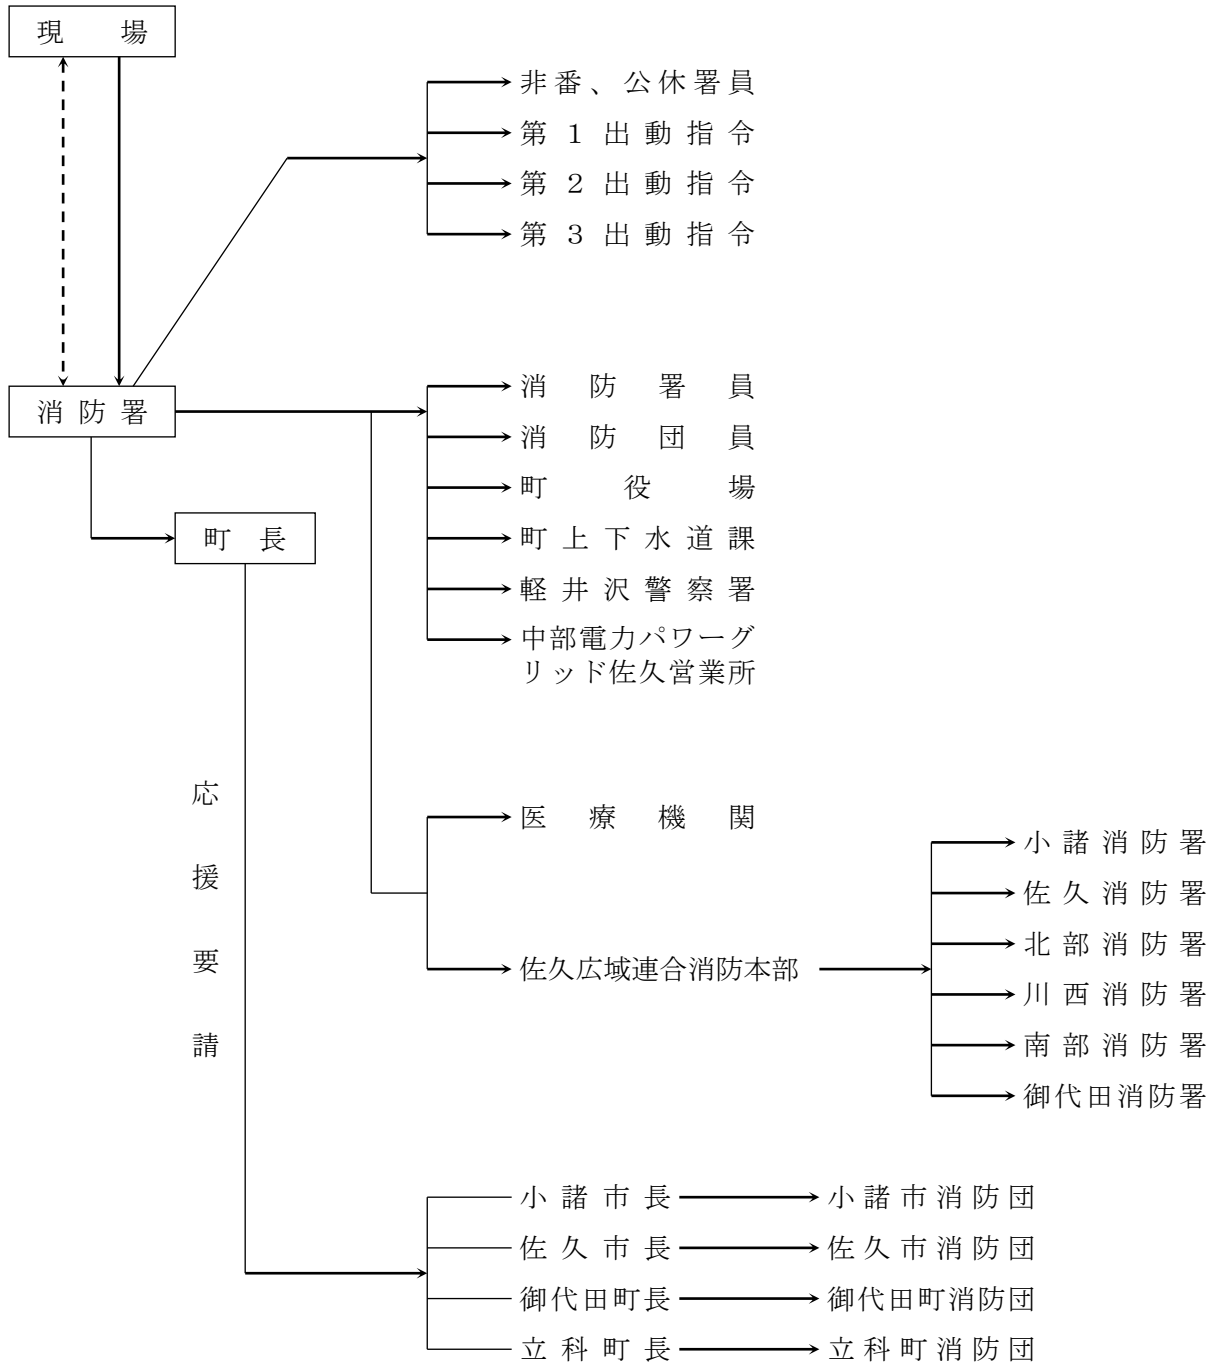 現場
非番、公休署員
第１出動指令
第２出動指令
第３出動指令
消防署
消防署員
消防団員
町役場
町上下水道課
軽井沢警察署
中部電力パワーグ
リッド佐久営業所
町長
応援要請
医療機関
佐久広域連合消防本部
小諸消防署
佐久消防署
北部消防署
川西消防署
南部消防署
御代田消防署
小諸市長
小諸市消防団
佐久市長
佐久市消防団
御代田町長
御代田町消防団
立科町長
立科町消防団